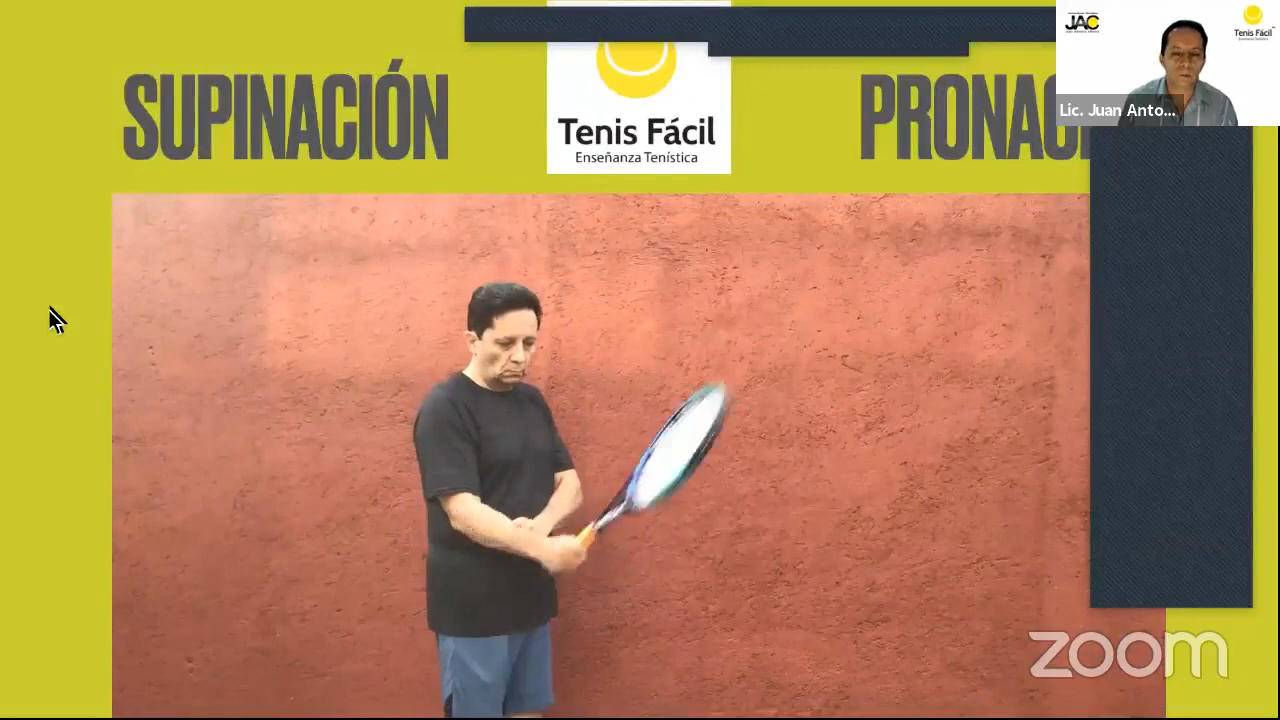 SUPINACIÓN
PRONAC
Tenis Fácil
Enseñanza Tenística
JAC
Tenis Fácil
Lic. Juan Anto...
zoom